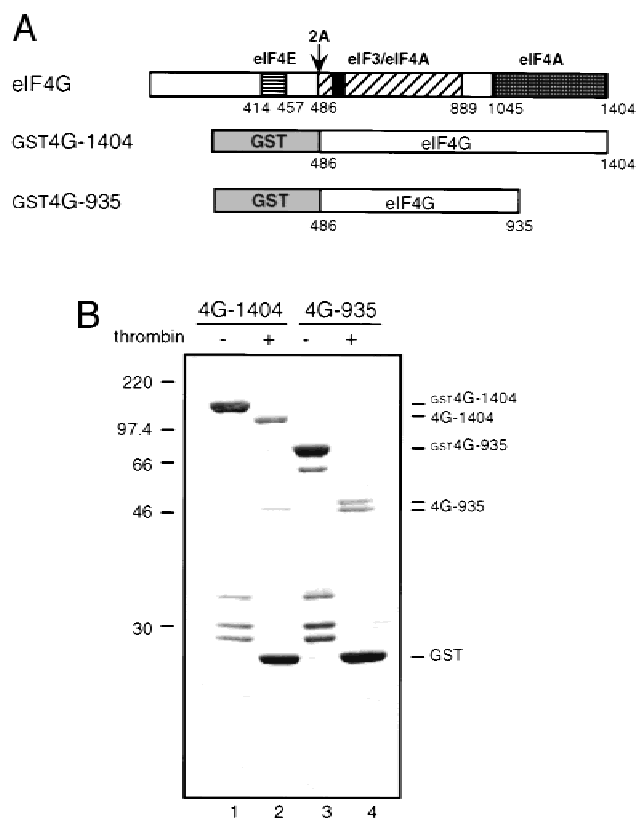 A
2A
eIF4E eIF3/eIF4A eIF4A
eIF4G
414 457 486 889 1045 1404
GST4G-1404 GST eIF4G
486 1404
GST4G-935 GST eIF4G
486 935
B
4G-1404 4G-935
thrombin - + - +
220
GST4G-1404
4G-1404
97.4
GST4G-935
66
46
4G-935
30
GST
1 2 3 4